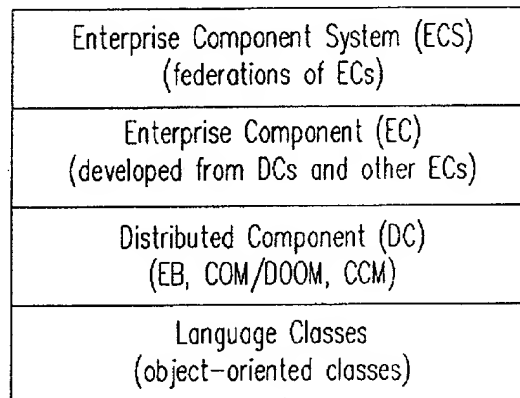 Enterprise Component System (ECS)
(federations of ECs)
Enterprise Component (EC)
(developed from DCs and other ECs)
Distributed Component (DC)
(EB, COM/DOOM, CCM)
Language Classes
(object-oriented classes)